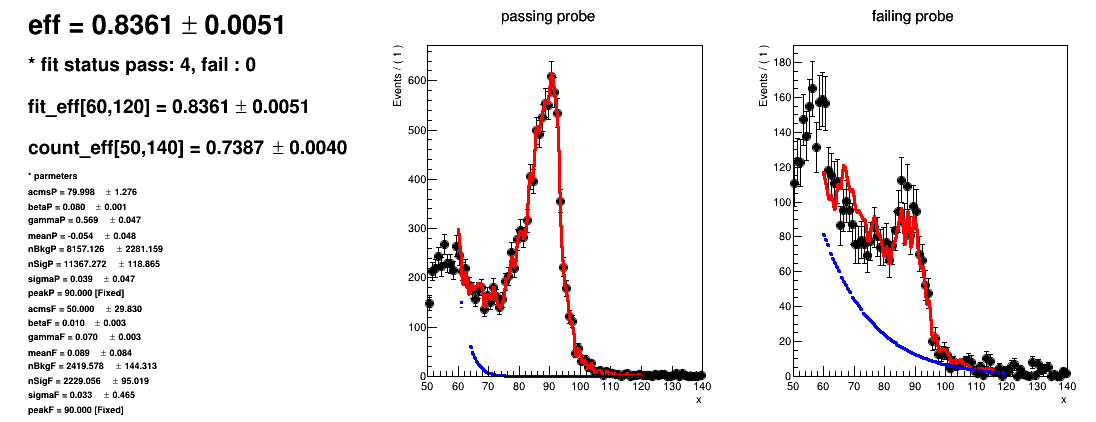 eff = 0.8361 ± 0.0051
* fit status pass: 4, fail : 0
fit_eff[60,120] = 0.8361 ± 0.0051
count_eff[50,140] = 0.7387 ± 0.0040
* parmeters
acmsP = 79.998 ± 1.276
betaP = 0.080 ± 0.001
gammaP = 0.569 ± 0.047
meanP = -0.054 ± 0.048
nBkgP = 8157.126 ± 2281.159
nSigP = 11367.272 ± 118.865
sigmaP = 0.039 ± 0.047
peakP = 90.000 [Fixed]
acmsF = 50.000 ± 29.830
betaF = 0.010 ± 0.003
gammaF = 0.070 ± 0.003
meanF = 0.089 ± 0.084
nBkgF = 2419.578 ± 144.313
nSigF = 2229.056 ± 95.019
sigmaF = 0.033 ± 0.465
peakF = 90.000 [Fixed]
passing probe
Events / ( 1 )
600
500
400
300
200
100
0
50 60 70 80 90 100 110 120 130 140
x
failing probe
Events / ( 1 )
180
160
140
120
100
80
60
40
20
0
50 60 70 80 90 100 110 120 130 140
x